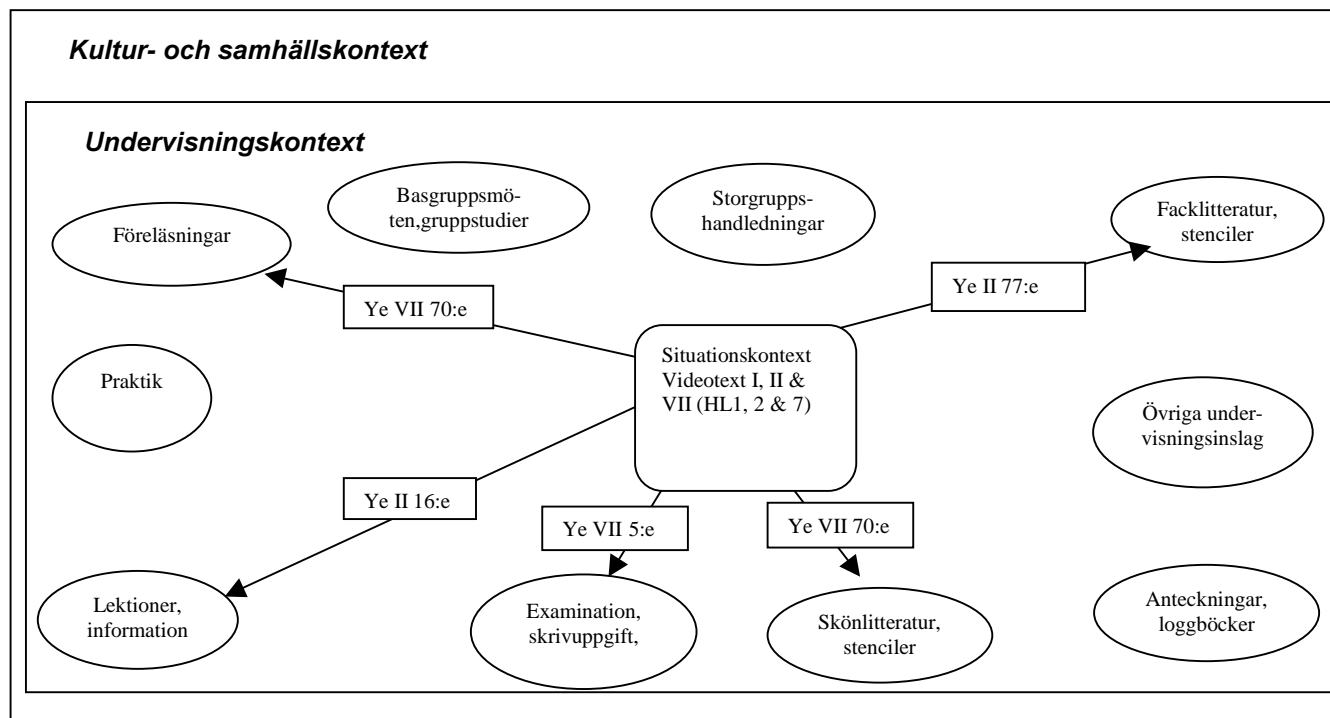 Kultur- och samhällskontext
Undervisningskontext
Basgruppsmö-
ten,gruppstudier
Storgrupps-
handledningar
Facklitteratur,
stenciler
Föreläsningar
Ye II 77:e
Ye VII 70:e
Situationskontext
Videotext I, II &
VII (HL1, 2 & 7)
Praktik
Övriga under-
visningsinslag
Ye II 16:e
Ye VII 5:e
Ye VII 70:e
Lektioner,
information
Examination,
skrivuppgift,
Skönlitteratur,
stenciler
Anteckningar,
loggböcker